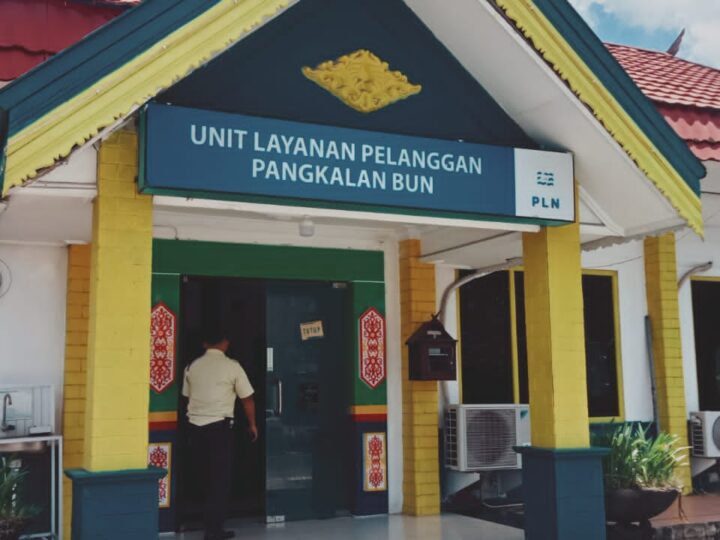 UNIT LAYANAN PELANGGAN
PANGKALAN BUN
PLN
TUTUP